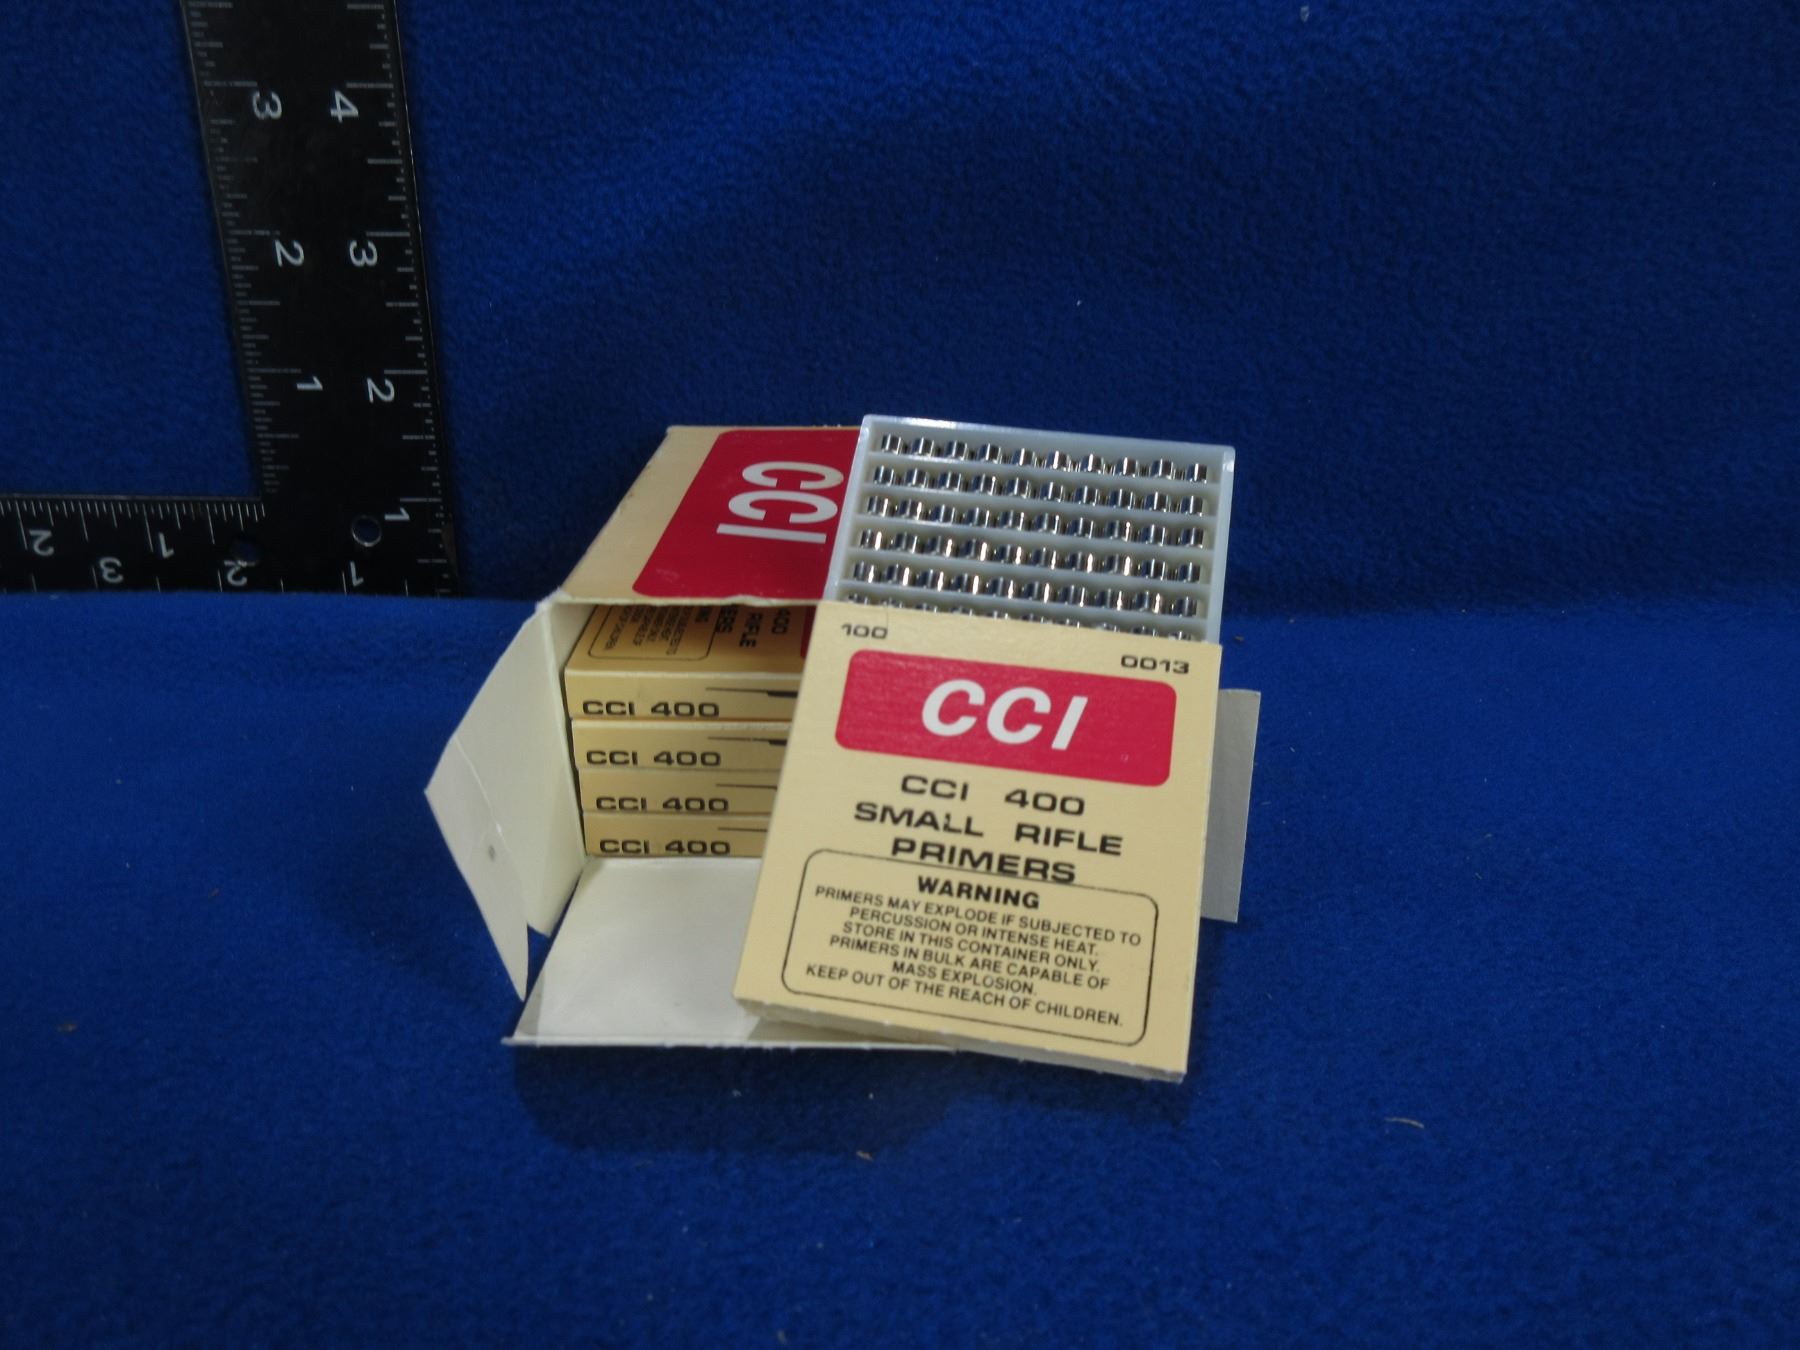 3 4
2 3
1 2
1
2 1
3 2 1
CCI
400
RIFLE
CCI 400
CCI 400
CCI 400
CCI 400
100
0013
CCI
CCI 400
SMALL RIFLE
PRIMERS
WARNING
PRIMERS MAY EXPLODE IF SUBJECTED TO
PERCUSSION OR INTENSE HEAT.
STORE IN THIS CONTAINER ONLY.
PRIMERS IN BULK ARE CAPABLE OF
MASS EXPLOSION.
KEEP OUT OF THE REACH OF CHILDREN.